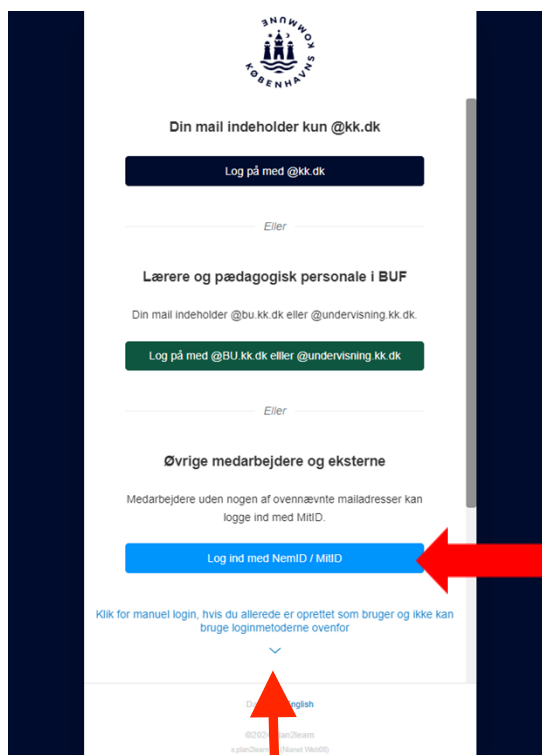 KØBENHAVNS KOMMUNE
Din mail indeholder kun @kk.dk
Log på med @kk.dk
Eller
Lærere og pædagogisk personale i BUF
Din mail indeholder @bu.kk.dk eller @undervisning.kk.dk.
Log på med @BU.kk.dk elller @undervisning.kk.dk
Eller
Øvrige medarbejdere og eksterne
Medarbejdere uden nogen af ovennævnte mailadresser kan
logge ind med MitID.
Log ind med NemID / MitID
Klik for manuel login, hvis du allerede er oprettet som bruger og ikke kan
bruge loginmetoderne ovenfor
English